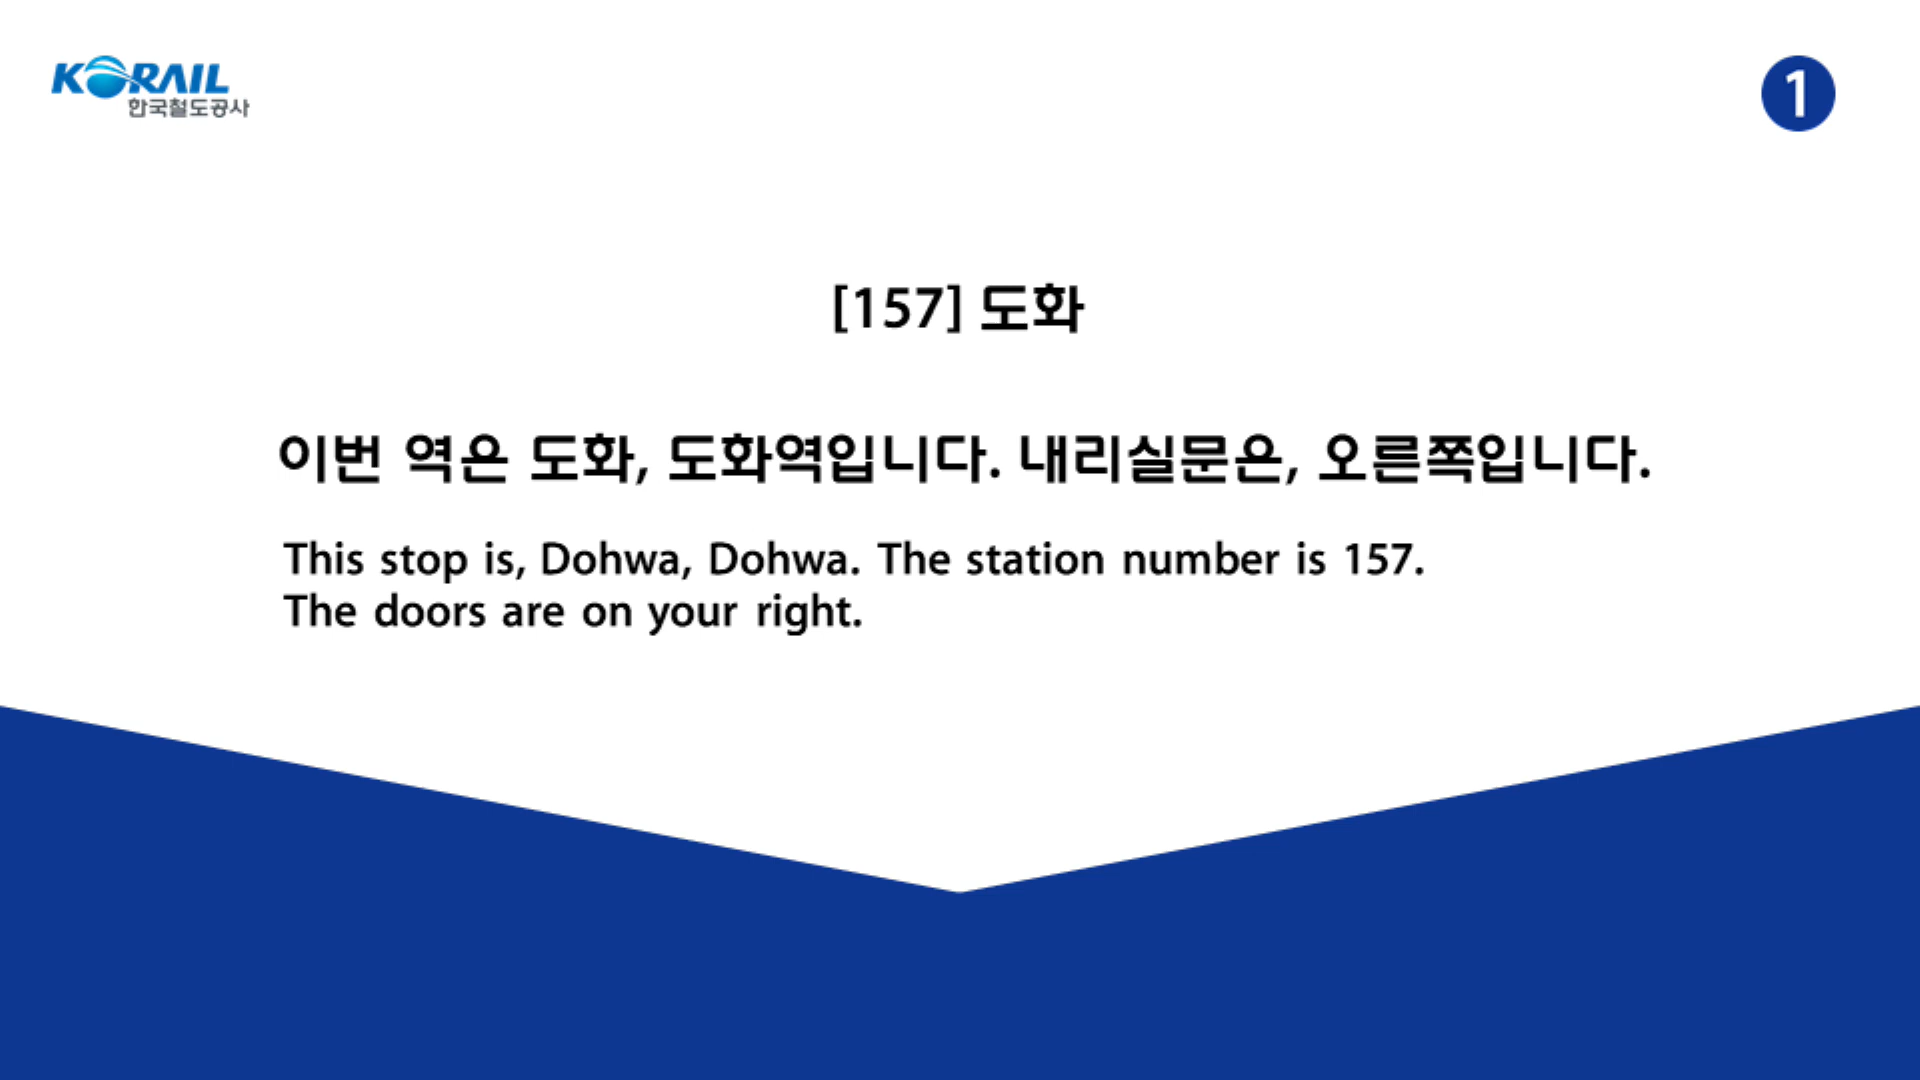 KORAIL
한국철도공사
1
[157] 도화
이번 역은 도화, 도화역입니다. 내리실문은, 오른쪽입니다.
This stop is, Dohwa, Dohwa. The station number is 157.
The doors are on your right.